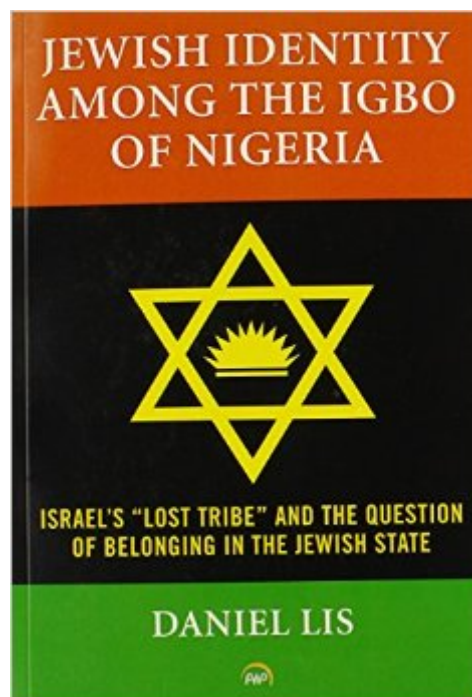 JEWISH IDENTITY
AMONG THE IGBO
OF NIGERIA
ISRAEL'S "LOST TRIBE" AND THE QUESTION
OF BELONGING IN THE JEWISH STATE
DANIEL LIS
AWP